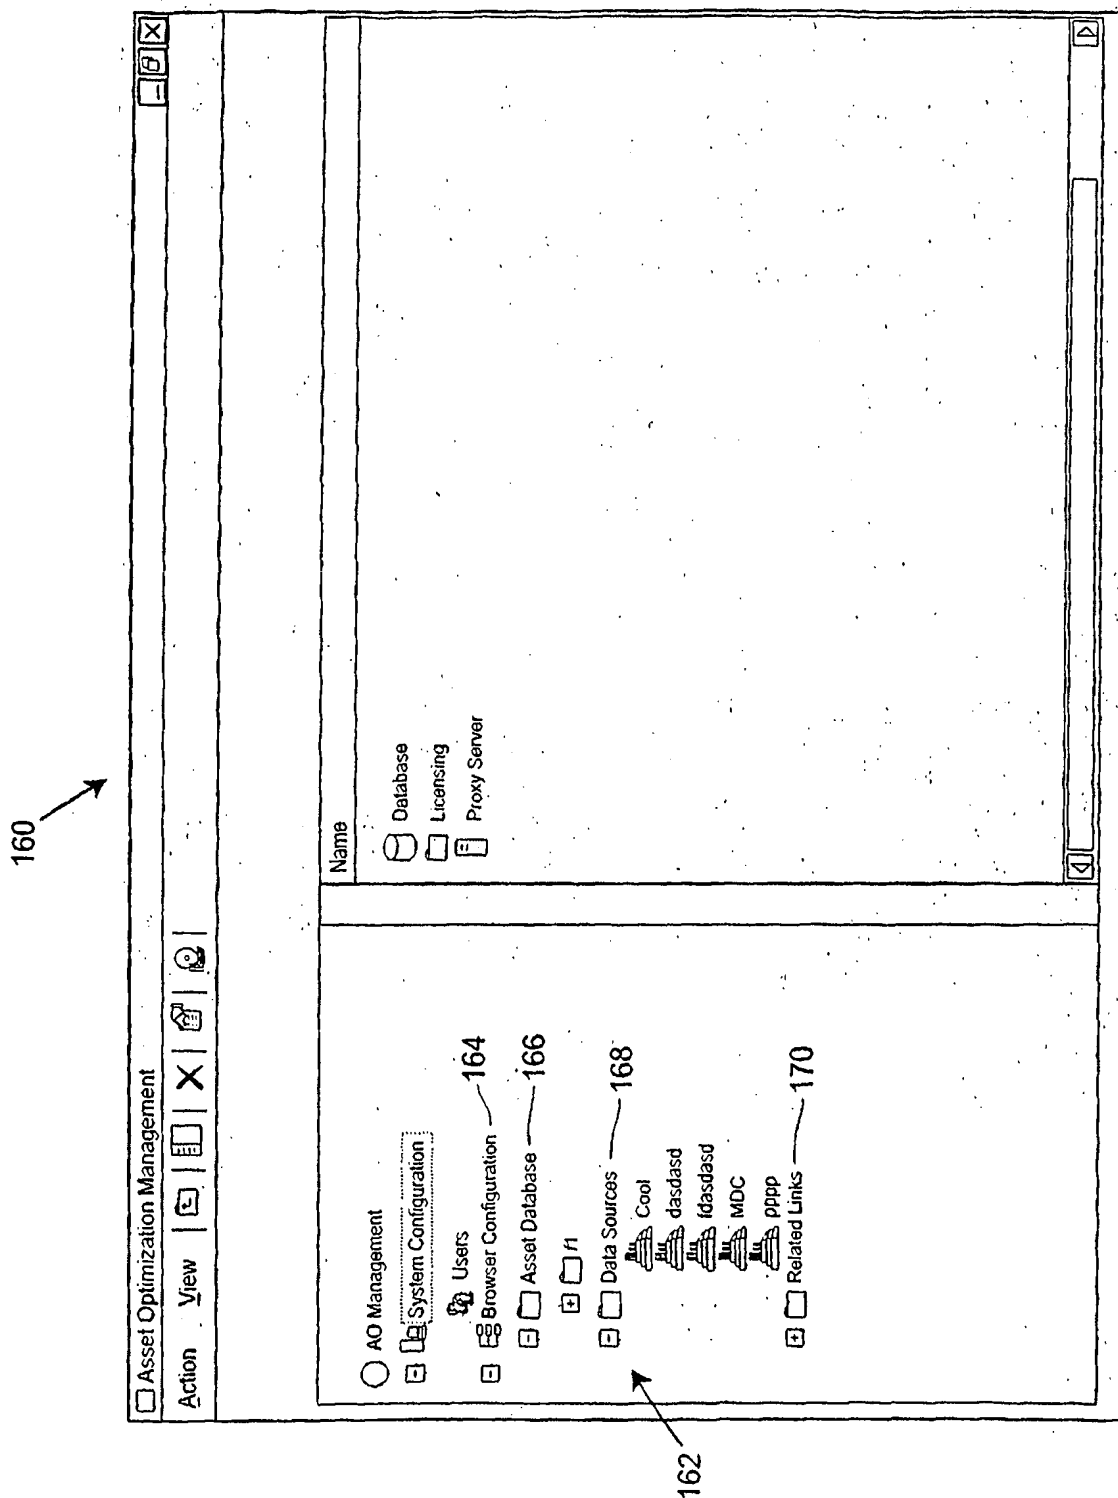 160
Asset Optimization Management
Action View
Name
AO Management
System Configuration
Users
Browser Configuration
164
Asset Database
166
f1
Data Sources
168
Cool
dasdasd
fdasdasd
MDC
pppp
Related Links
170
162
Database
Licensing
Proxy Server